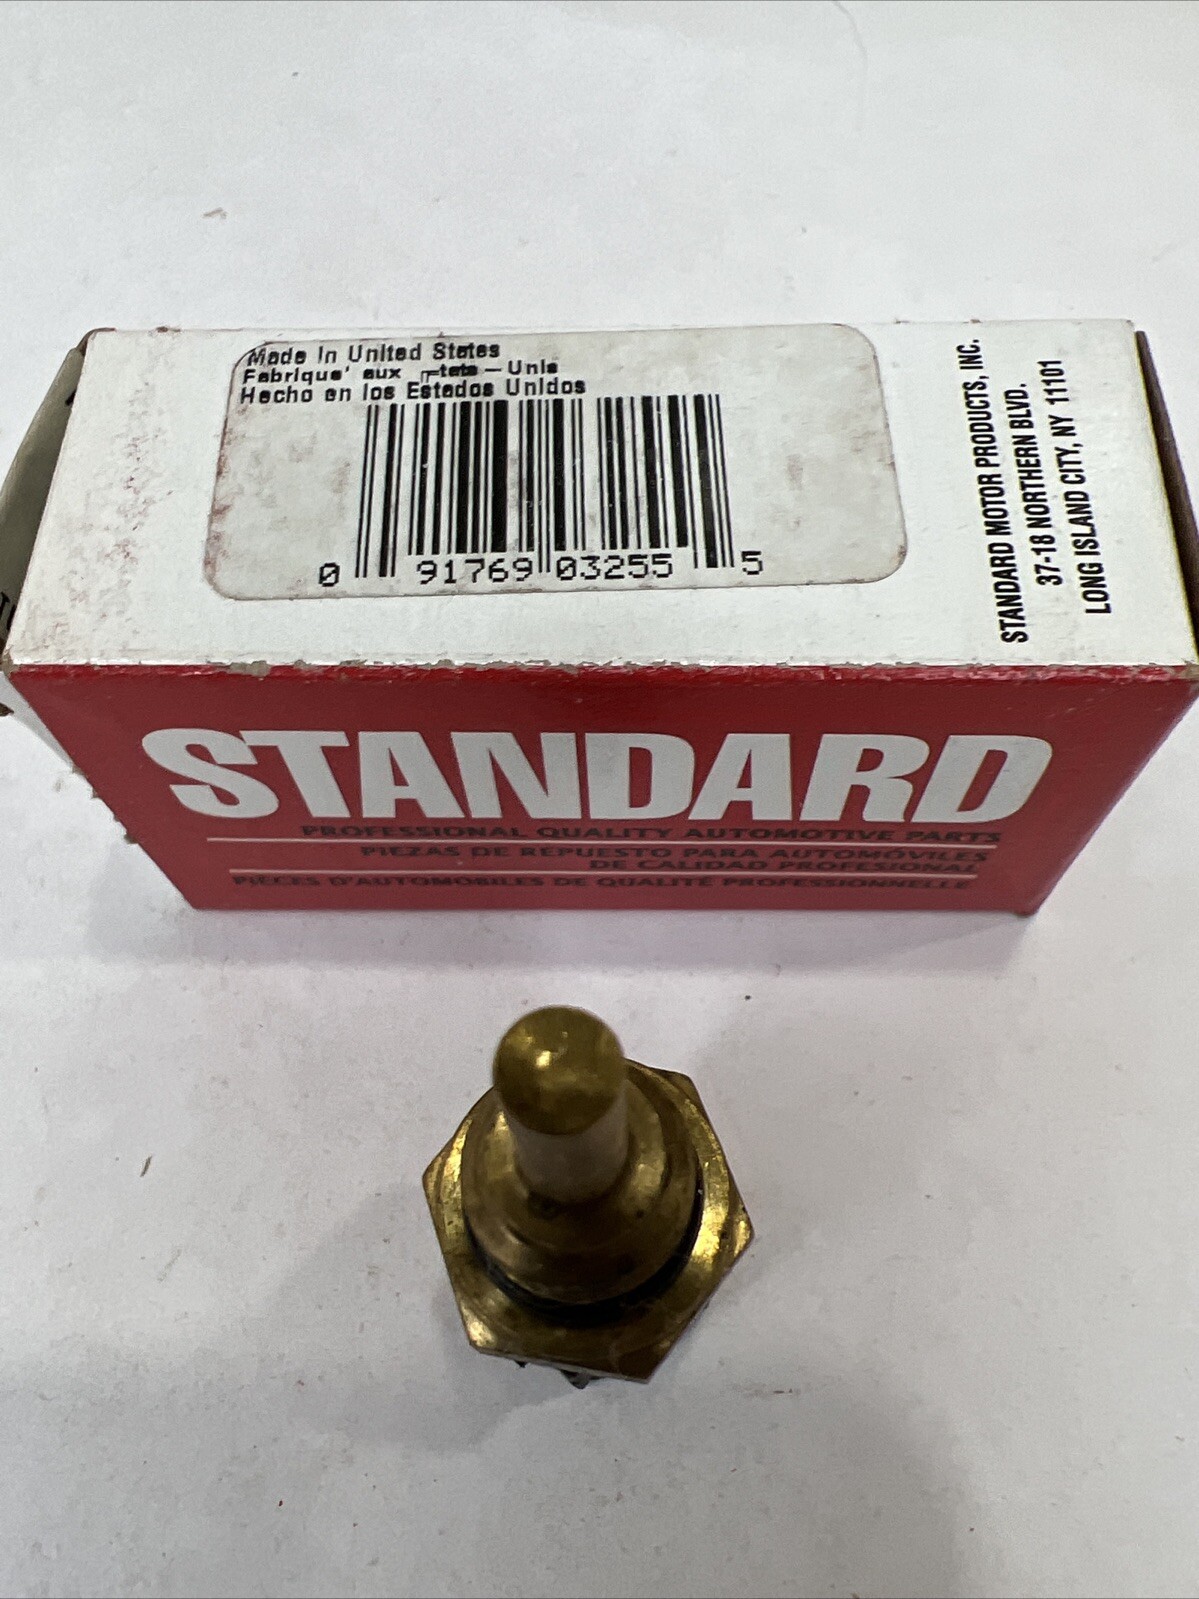 Made In United States
Fabrique' aux – Unis
Hecho en los Estados Unidos
0 91769 03255 5
STANDARD MOTOR PRODUCTS, INC.
37-18 NORTHERN BLVD.
LONG ISLAND CITY, NY 11101
STANDARD
PROFESSIONAL QUALITY AUTOMOTIVE PARTS
PIEZAS DE REPUESTO PARA AUTOMÓVILES
DE CALIDAD PROFESIONAL
PIÈCES D'AUTOMOBILES DE QUALITÉ PROFESSIONNELLE